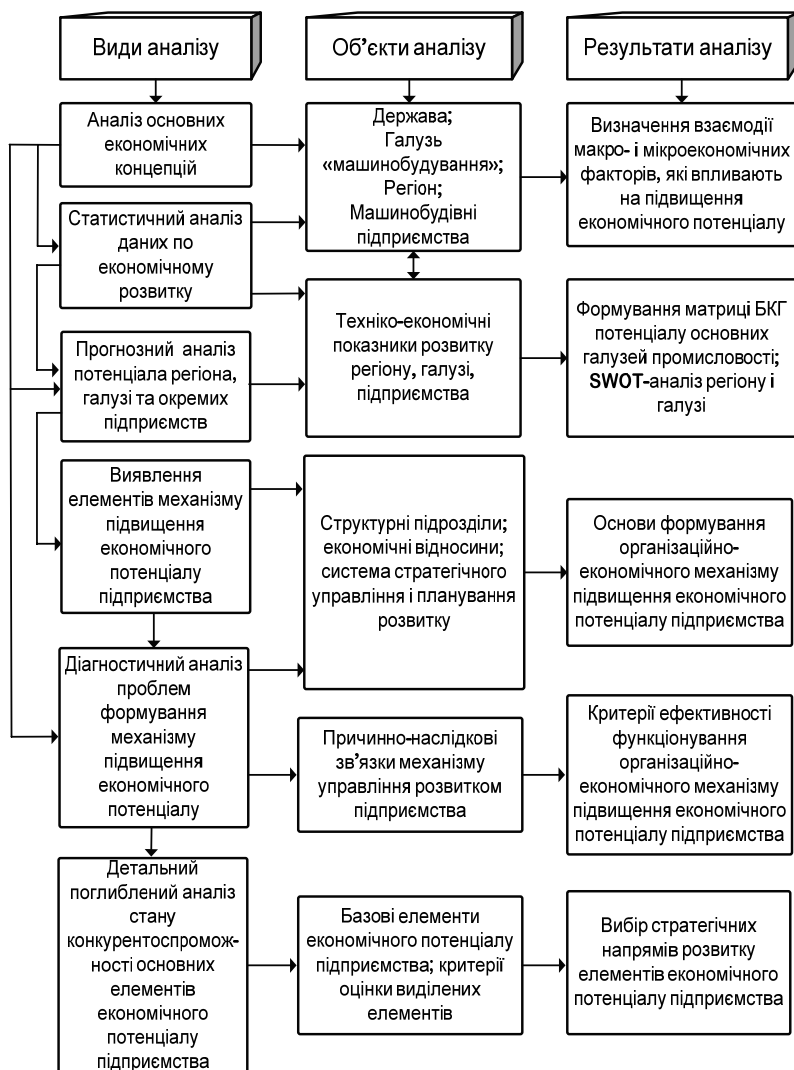 Види аналізу
Об’єкти аналізу
Результати аналізу
Аналіз основних
економічних
концепцій
Держава;
Галузь
«машинобудування»;
Регіон;
Машинобудівні
підприємства
Визначення взаємодії
макро- і мікроекономічних
факторів, які впливають
на підвищення
економічного потенціалу
Статистичний аналіз
даних по
економічному
розвитку
Техніко-економічні
показники розвитку
регіону, галузі,
підприємства
Формування матриці БКГ
потенціалу основних
галузей промисловості;
SWOT-аналіз регіону і
галузі
Прогнозний аналіз
потенціала регіона,
галузі та окремих
підприємств
Виявлення
елементів механізму
підвищення
економічного
потенціалу
підприємства
Структурні підрозділи;
економічні відносини;
система стратегічного
управління і планування
розвитку
Основи формування
організаційно-
економічного механізму
підвищення економічного
потенціалу підприємства
Діагностичний аналіз
проблем
формування
механізму
підвищення
економічного
потенціалу
Причинно-наслідкові
зв’язки механізму
управління розвитком
підприємства
Критерії ефективності
функціонування
організаційно-
економічного механізму
підвищення економічного
потенціалу підприємства
Детальний
поглиблений аналіз
стану
конкурентоспромож-
ності основних
елементів
економічного
потенціалу
підприємства
Базові елементи
економічного потенціалу
підприємства; критерії
оцінки виділених
елементів
Вибір стратегічних
напрямів розвитку
елементів економічного
потенціалу підприємства